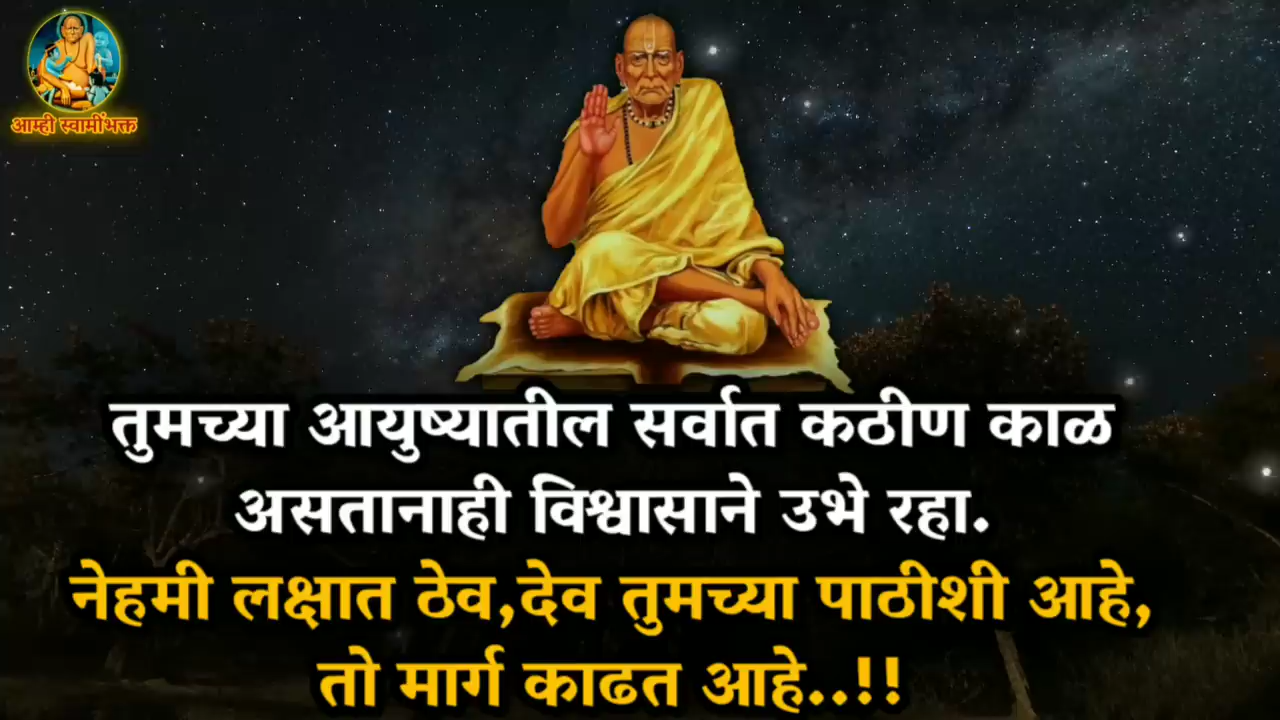 आम्ही स्वामींभक्त
तुमच्या आयुष्यातील सर्वात कठीण काळ
असतानाही विश्वासाने उभे रहा.
नेहमी लक्षात ठेव,देव तुमच्या पाठीशी आहे,
तो मार्ग काढत आहे..!!